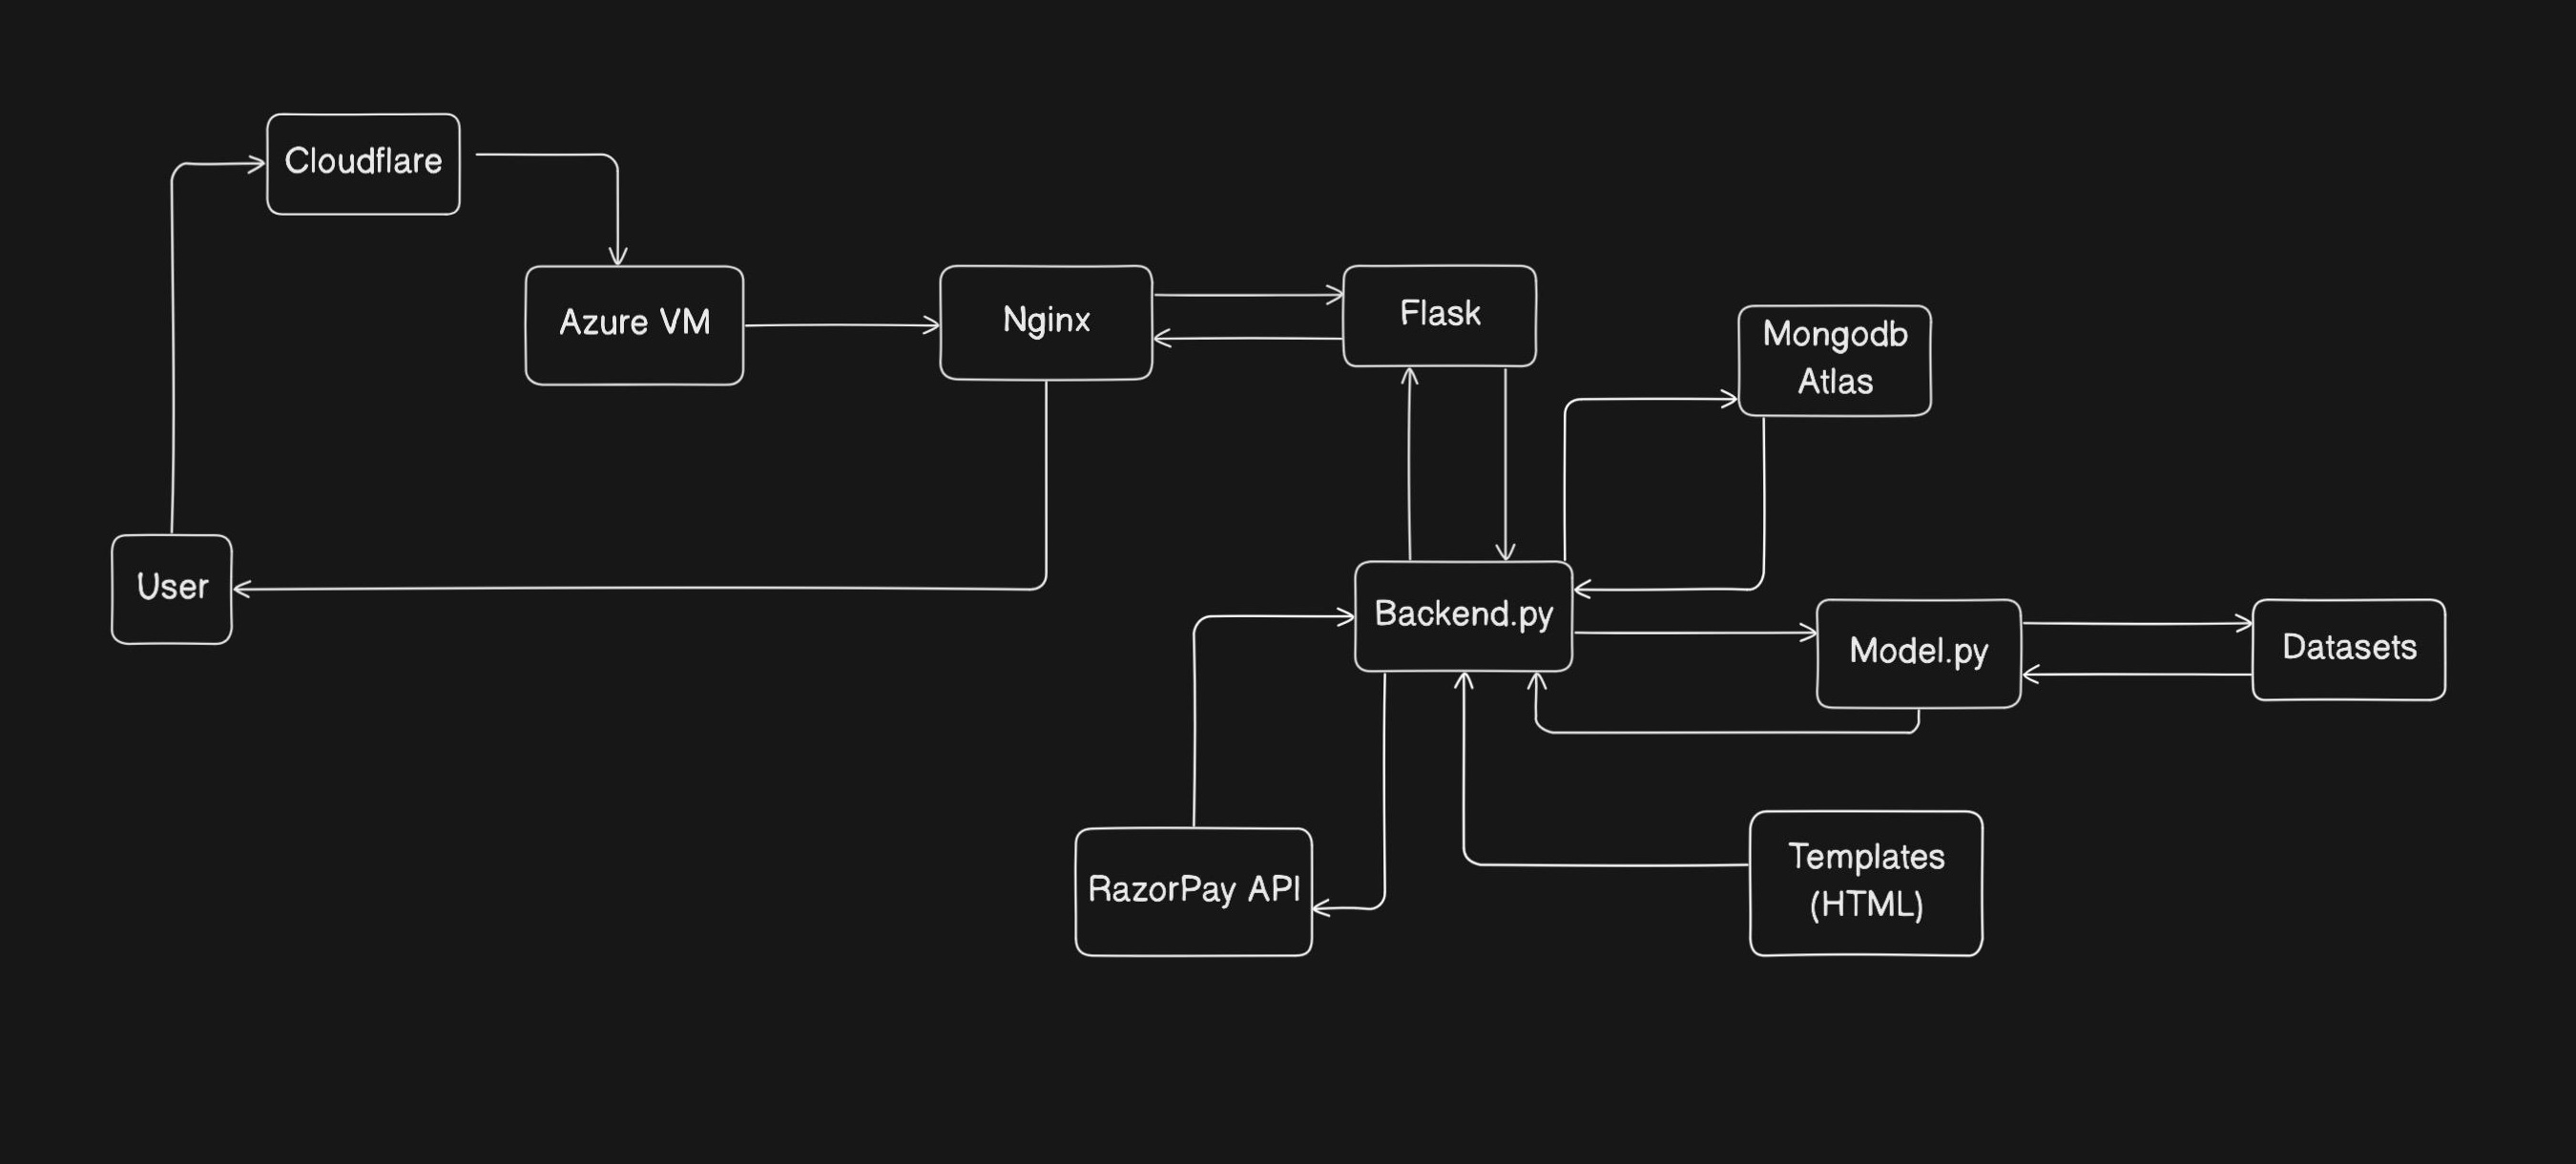 Cloudflare
Azure VM
Nginx
Flask
Mongodb
Atlas
User
Backend.py
Model.py
Datasets
RazorPay API
Templates
(HTML)